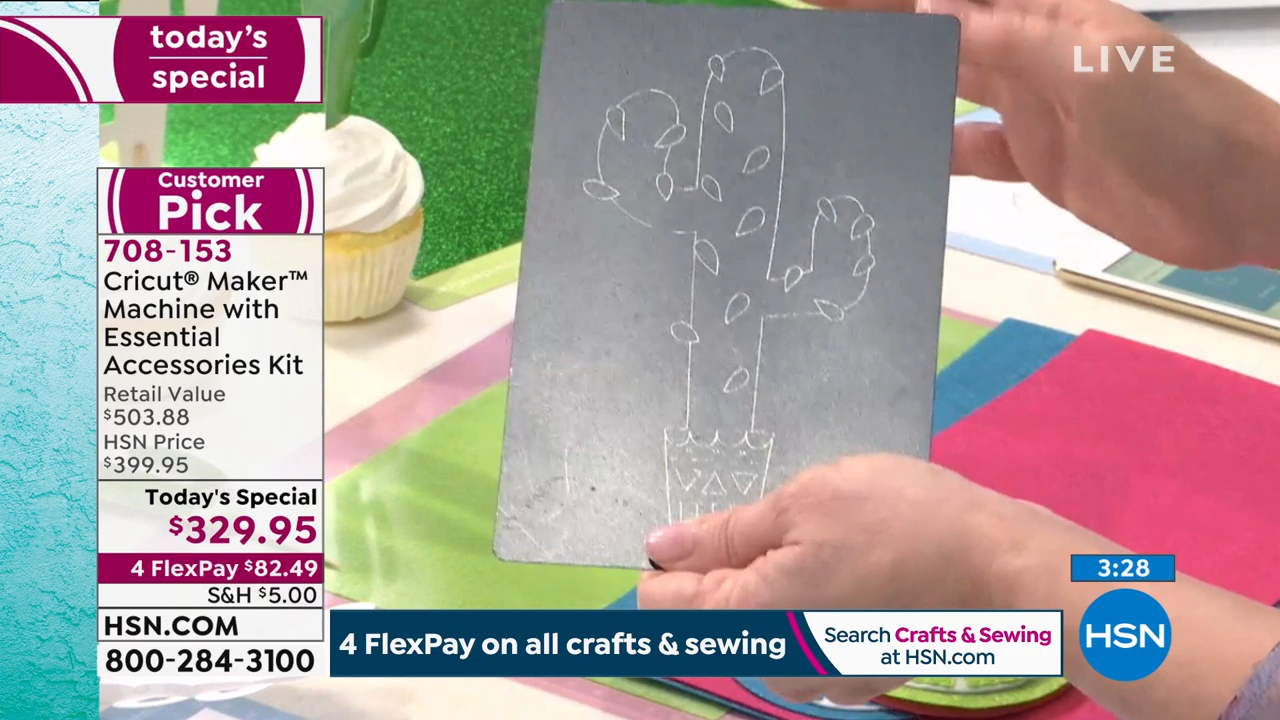 today's
special
LIVE
Customer
Pick
708-153
Cricut® Maker™
Machine with
Essential
Accessories Kit
Retail Value
$503.88
HSN Price
$399.95
Today's Special
$329.95
4 FlexPay $82.49
S&H $5.00
HSN.COM
800-284-3100
4 FlexPay on all crafts & sewing
Search Crafts & Sewing
at HSN.com
3:28
HSN